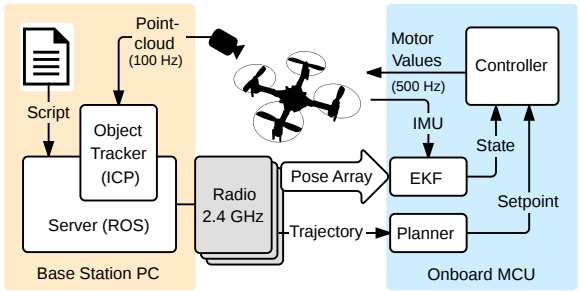 Point-
cloud
(100 Hz)
Script
Object
Tracker
(ICP)
Server (ROS)
Base Station PC
Radio
2.4 GHz
Pose Array
Trajectory
Motor
Values
(500 Hz)
IMU
Controller
State
EKF
Setpoint
Planner
Onboard MCU